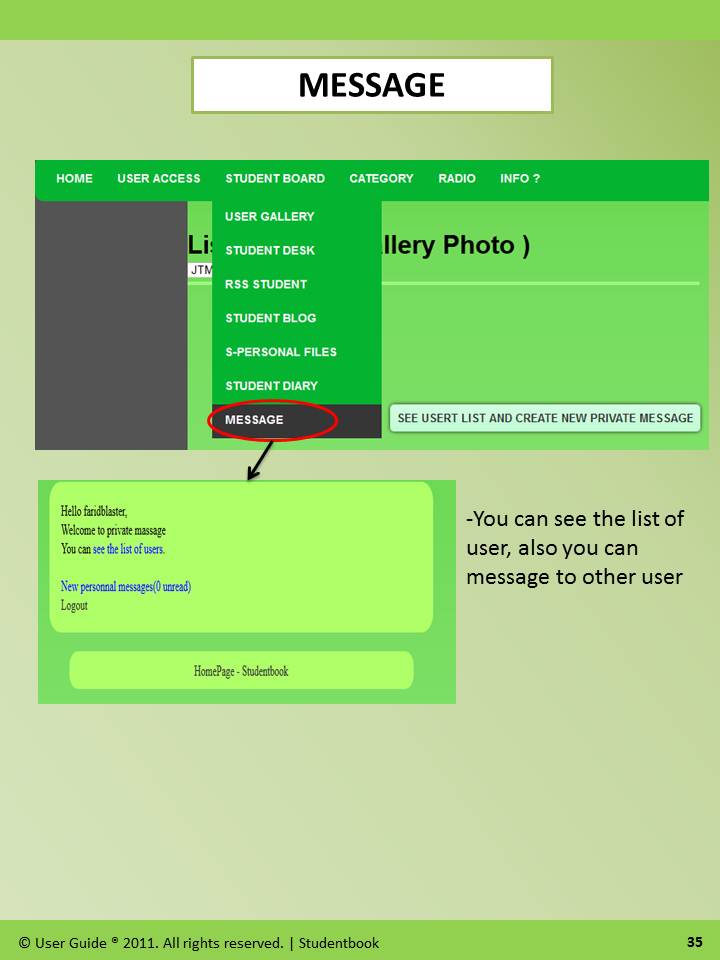 MESSAGE
HOME USER ACCESS STUDENT BOARD CATEGORY RADIO INFO ?
USER GALLERY
Lis llery Photo )
STUDENT DESK
JTM
RSS STUDENT
STUDENT BLOG
S-PERSONAL FILES
STUDENT DIARY
MESSAGE
SEE USERT LIST AND CREATE NEW PRIVATE MESSAGE
Hello faridblaster,
Welcome to private massage
You can see the list of users.
New personnal messages(0 unread)
Logout
HomePage - Studentbook
-You can see the list of
user, also you can
message to other user
© User Guide ® 2011. All rights reserved. | Studentbook
35